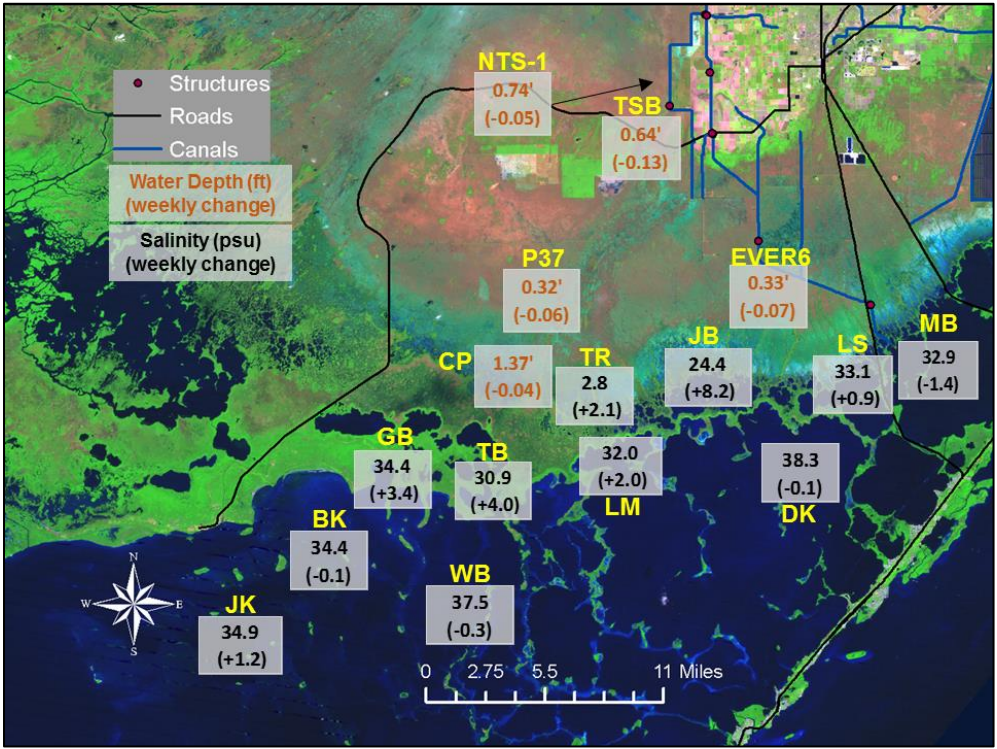 NTS-1
0.74'
(-0.05)
Structures
Roads
Canals
TSB
0.64'
(-0.13)
Water Depth (ft)
(weekly change)
Salinity (psu)
(weekly change)
P37
0.32'
(-0.06)
EVER6
0.33'
(-0.07)
CP
1.37'
(-0.04)
TR
2.8
(+2.1)
JB
24.4
(+8.2)
LS
33.1
(+0.9)
MB
32.9
(-1.4)
GB
34.4
(+3.4)
TB
30.9
(+4.0)
32.0
(+2.0)
LM
38.3
(-0.1)
DK
BK
34.4
(-0.1)
WB
37.5
(-0.3)
JK
34.9
(+1.2)
N
W E
S
0 2.75 5.5 11 Miles